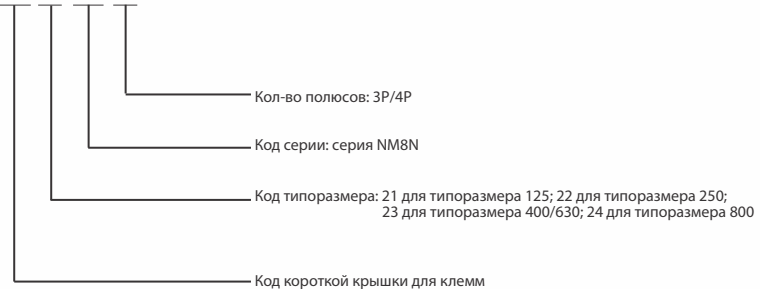 Кол-во полюсов: 3P/4P
Код серии: серия NM8N
Код типоразмера: 21 для типоразмера 125; 22 для типоразмера 250;
23 для типоразмера 400/630; 24 для типоразмера 800
Код короткой крышки для клемм